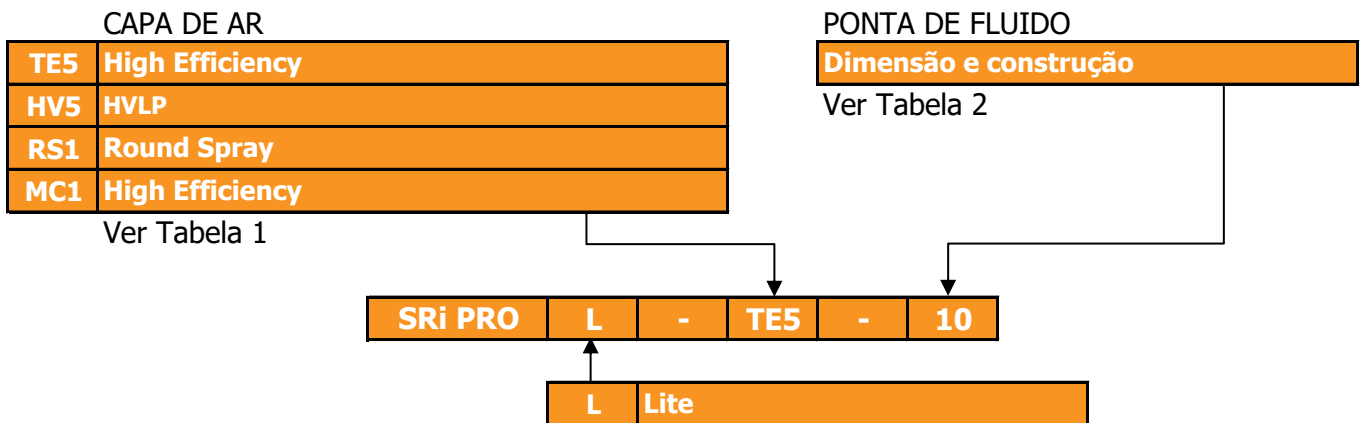 CAPA DE AR
TE5 High Efficiency
HV5 HVLP
RS1 Round Spray
MC1 High Efficiency
Ver Tabela 1
PONTA DE FLUIDO
Dimensão e construção
Ver Tabela 2
SRi PRO L - TE5 - 10
L Lite